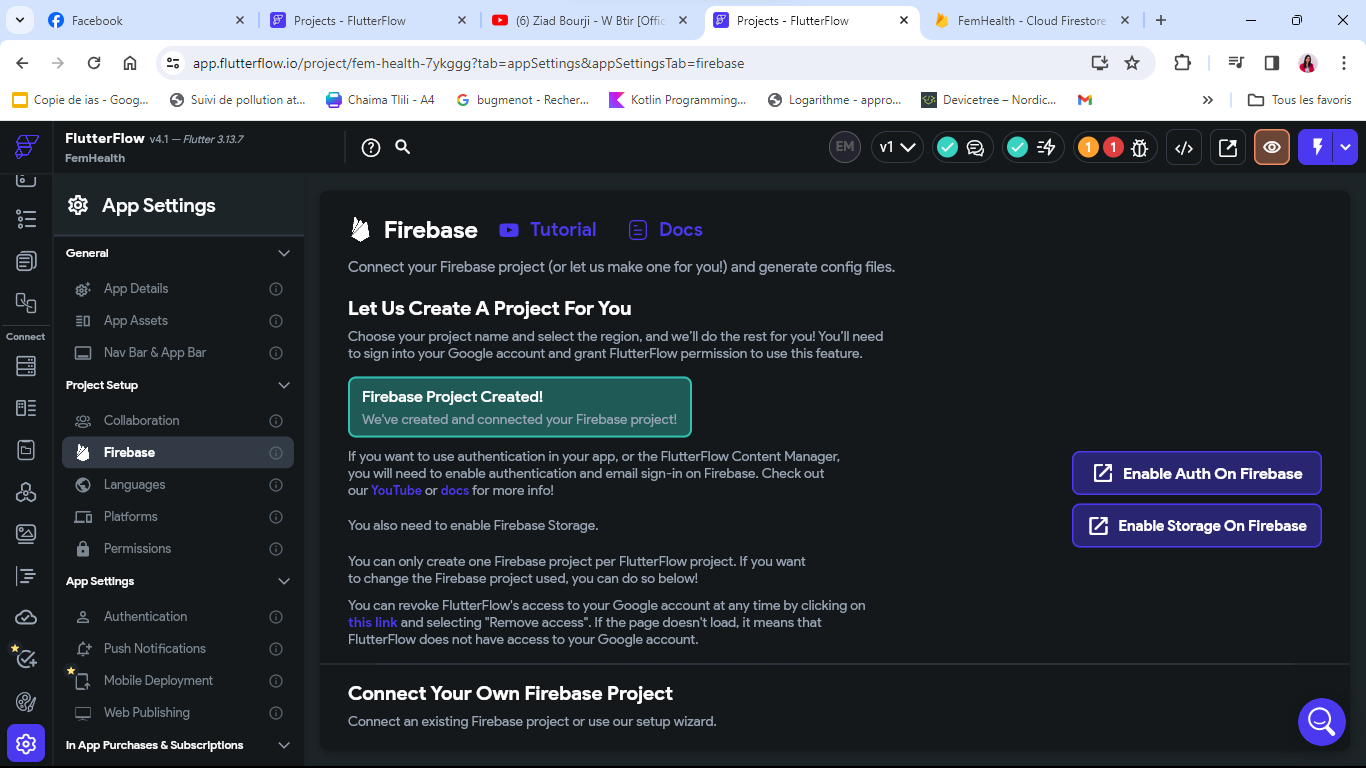 Facebook
Projects - FlutterFlow
(6) Ziad Bourji - W Btir [Offic
Projects - FlutterFlow
FemHealth - Cloud Firestore
app.flutterflow.io/project/fem-health-7ykggg?tab=appSettings&appSettingsTab=firebase
Copie de ias - Goog...
Suivi de pollution at...
Chaima Tlili - A4
bugmenot - Recher...
Kotlin Programming...
Logarithme - appro...
Devicetree – Nordic...
Tous les favoris
FlutterFlow v4.1 — Flutter 3.13.7
FemHealth
EM
v1
1
1
App Settings
General
App Details
App Assets
Nav Bar & App Bar
Connect
Project Setup
Collaboration
Firebase
Languages
Platforms
Permissions
App Settings
Authentication
Push Notifications
Mobile Deployment
Web Publishing
In App Purchases & Subscriptions
Firebase
Tutorial
Docs
Connect your Firebase project (or let us make one for you!) and generate config files.
Let Us Create A Project For You
Choose your project name and select the region, and we'll do the rest for you! You'll need
to sign into your Google account and grant FlutterFlow permission to use this feature.
Firebase Project Created!
We've created and connected your Firebase project!
If you want to use authentication in your app, or the FlutterFlow Content Manager,
you will need to enable authentication and email sign-in on Firebase. Check out
our YouTube or docs for more info!
You also need to enable Firebase Storage.
You can only create one Firebase project per FlutterFlow project. If you want
to change the Firebase project used, you can do so below!
You can revoke FlutterFlow's access to your Google account at any time by clicking on
this link and selecting "Remove access". If the page doesn't load, it means that
FlutterFlow does not have access to your Google account.
Enable Auth On Firebase
Enable Storage On Firebase
Connect Your Own Firebase Project
Connect an existing Firebase project or use our setup wizard.